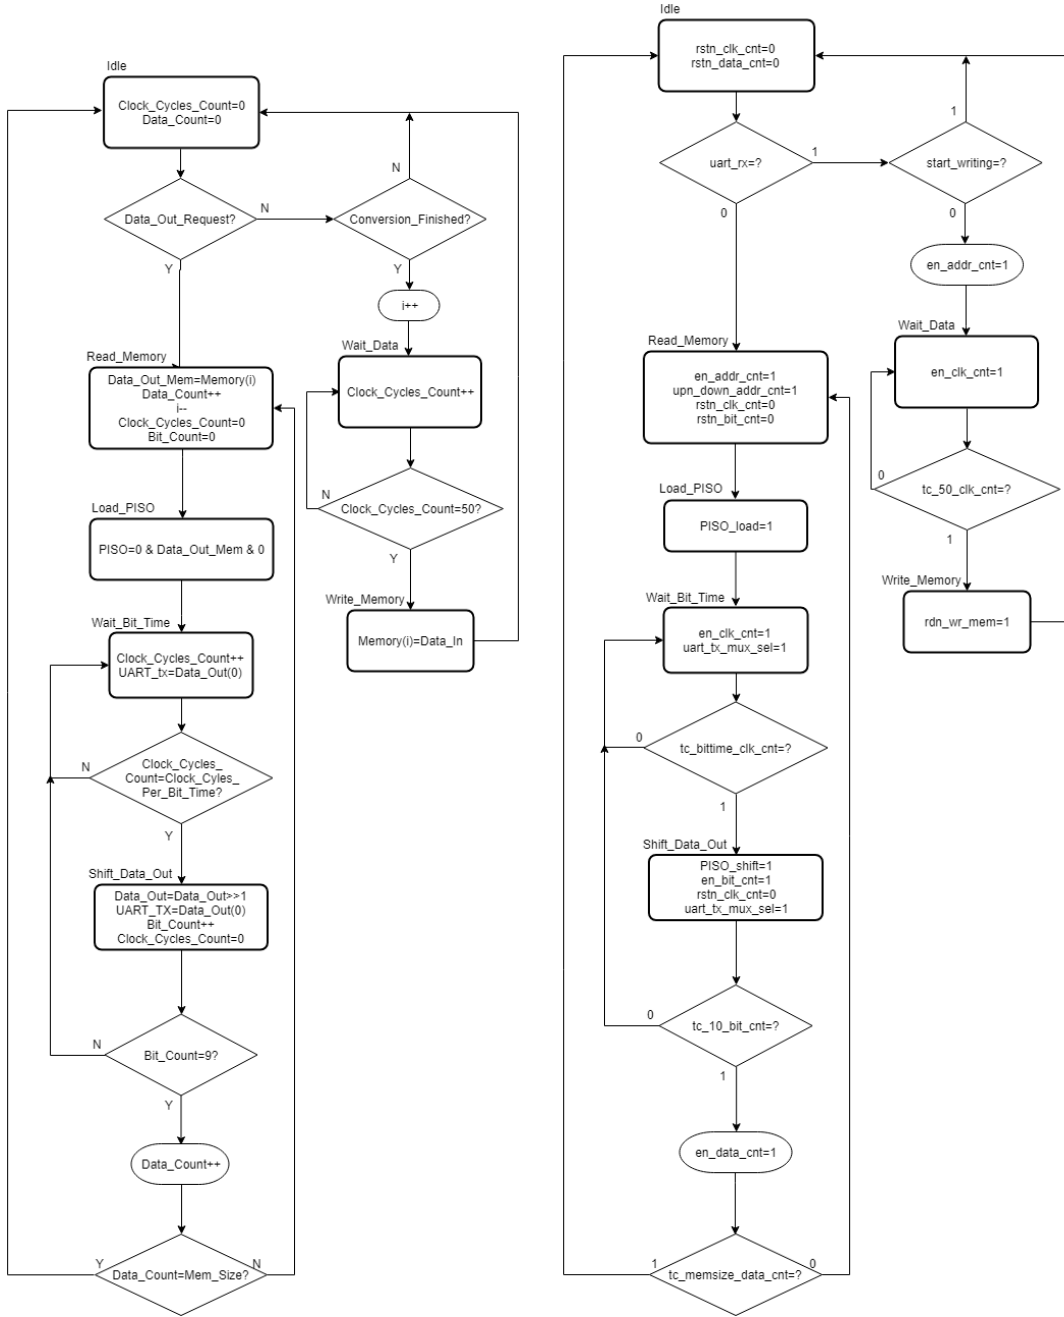 Idle
Clock_Cycles_Count=0
Data_Count=0
Data_Out_Request?
N
Y
Conversion_Finished?
N
Y
i++
Wait_Data
Clock_Cycles_Count++
Clock_Cycles_Count=50?
N
Y
Write_Memory
Memory(i)=Data_In
Read_Memory
Data_Out_Mem=Memory(i)
Data_Count++
i--
Clock_Cycles_Count=0
Bit_Count=0
Load_PISO
PISO=0 & Data_Out_Mem & 0
Wait_Bit_Time
Clock_Cycles_Count++
UART_tx=Data_Out(0)
Clock_Cycles_
Count=Clock_Cyles_
Per_Bit_Time?
N
Y
Shift_Data_Out
Data_Out=Data_Out>>1
UART_TX=Data_Out(0)
Bit_Count++
Clock_Cycles_Count=0
Bit_Count=9?
N
Y
Data_Count++
Data_Count=Mem_Size?
Y
N
Idle
rstn_clk_cnt=0
rstn_data_cnt=0
uart_rx=?
1
0
start_writing=?
1
0
en_addr_cnt=1
Wait_Data
en_clk_cnt=1
tc_50_clk_cnt=?
0
1
Write_Memory
rdn_wr_mem=1
Read_Memory
en_addr_cnt=1
upn_down_addr_cnt=1
rstn_clk_cnt=0
rstn_bit_cnt=0
Load_PISO
PISO_load=1
Wait_Bit_Time
en_clk_cnt=1
uart_tx_mux_sel=1
tc_bittime_clk_cnt=?
0
1
Shift_Data_Out
PISO_shift=1
en_bit_cnt=1
rstn_clk_cnt=0
uart_tx_mux_sel=1
tc_10_bit_cnt=?
0
1
en_data_cnt=1
tc_memsize_data_cnt=?
1
0